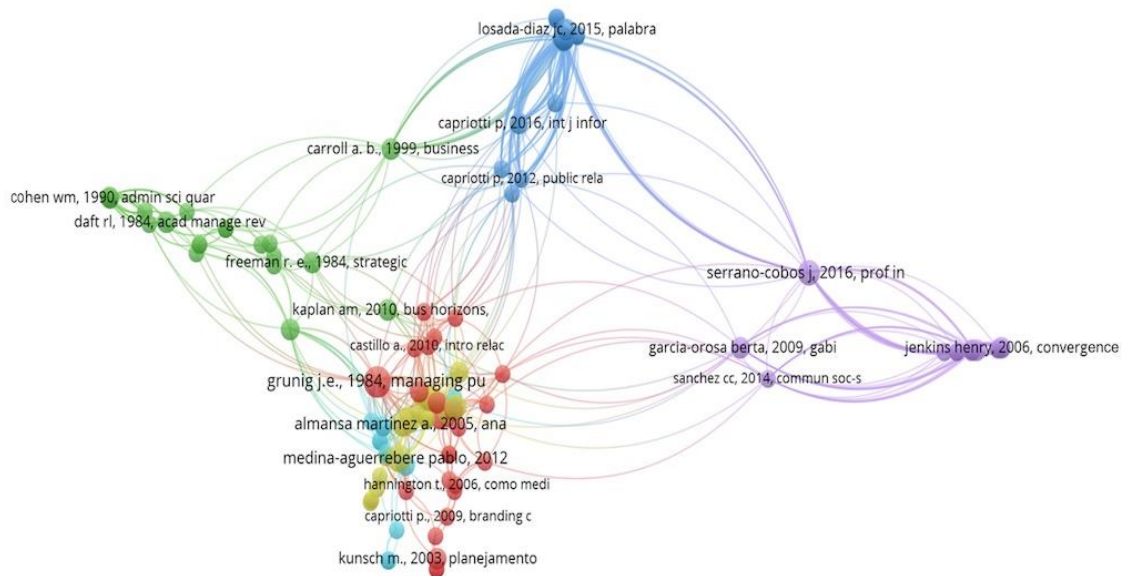 losada-diaz jc, 2015, palabra
capriotti p, 2016, int j infor
carroll a. b., 1999, business
capriotti p, 2012, public rela
cohen wm, 1990, admin sci quar
daft rl, 1984, acad manage rev
freeman r. e., 1984, strategic
serrano-cobos j, 2016, prof in
kaplan am, 2010, bus horizons,
castillo a., 2010, intro relac
garcia-orosa berta, 2009, gabi
jenkins henry, 2006, convergence
sanchez cc, 2014, commun soc-s
grunig j.e., 1984, managing pu
almansa martinez a., 2005, ana
medina-aguerrebere pablo, 2012
hannington t., 2006, como medi
capriotti p., 2009, branding c
kunsch m., 2003, planejamento